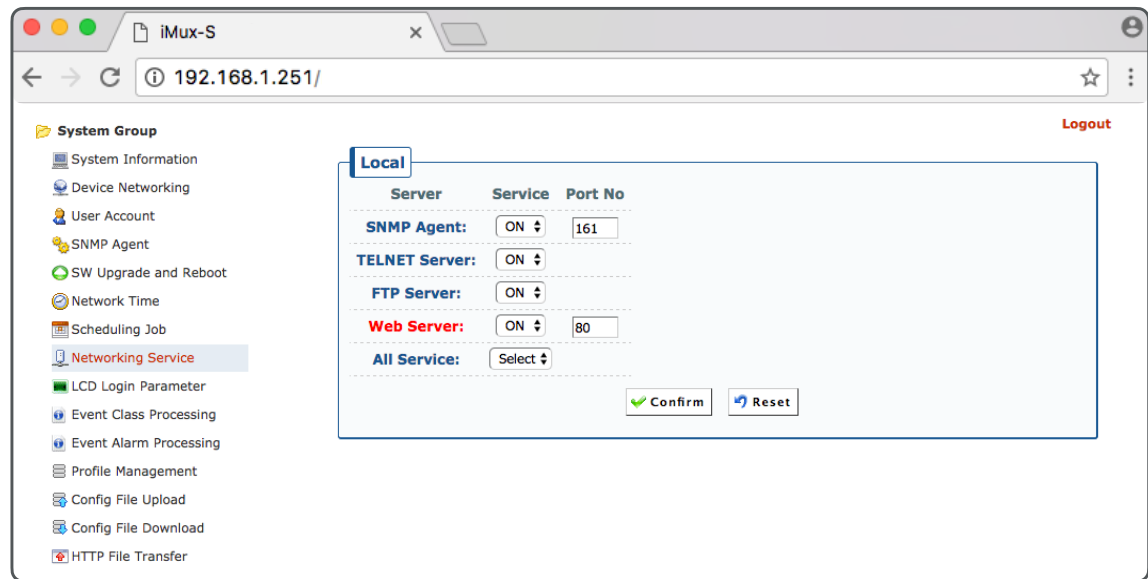 iMux-S
192.168.1.251/
Logout
System Group
System Information
Device Networking
User Account
SNMP Agent
SW Upgrade and Reboot
Network Time
Scheduling Job
Networking Service
LCD Login Parameter
Event Class Processing
Event Alarm Processing
Profile Management
Config File Upload
Config File Download
HTTP File Transfer
Local
Server Service Port No
SNMP Agent: ON 161
TELNET Server: ON
FTP Server: ON
Web Server: ON 80
All Service: Select
Confirm Reset